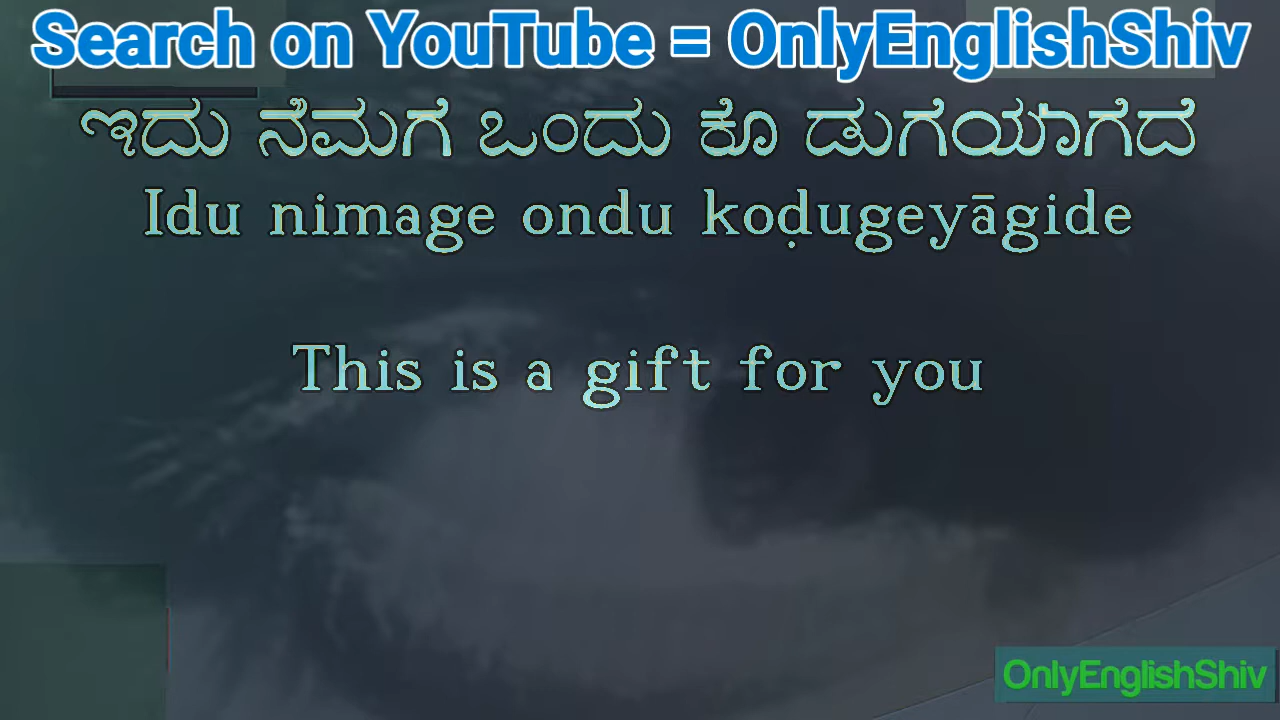 Search on YouTube = OnlyEnglishShiv
ಇದು ನೆಮಗೆ ಒಂದು ಕೊ ಡುಗೆಯಾಗೆದೆ
Idu nimage ondu koḍugeyāgide
This is a gift for you
OnlyEnglishShiv